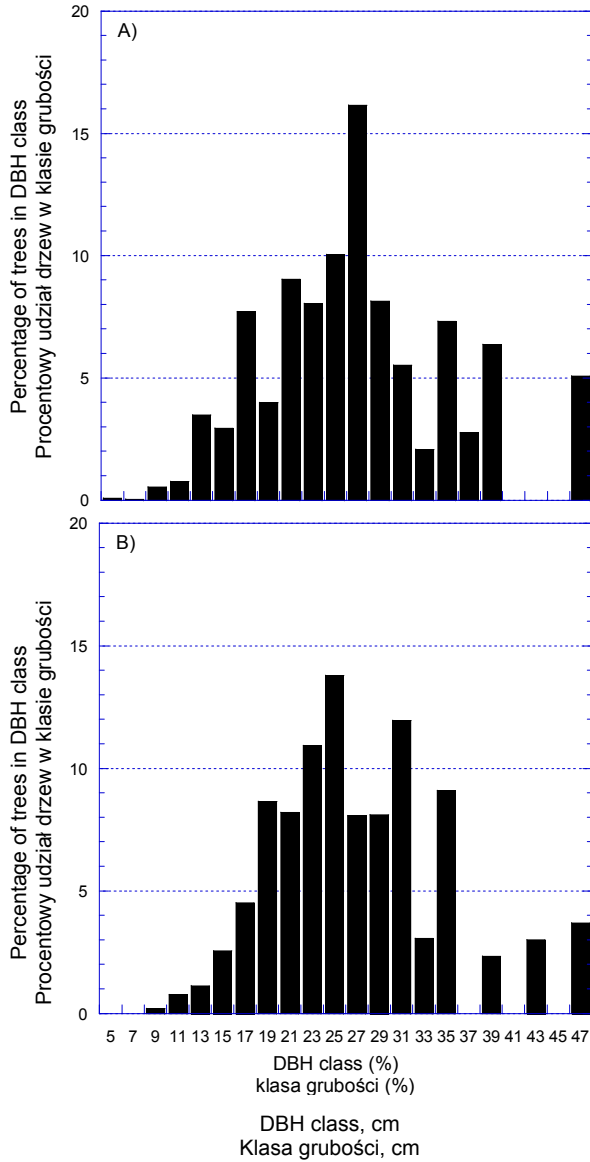 20
A)
15
10
5
0
Percentage of trees in DBH class
Procentowy udział drzew w klasie grubości
20
B)
15
10
5
0
Percentage of trees in DBH class
Procentowy udział drzew w klasie grubości
5 7 9 11 13 15 17 19 21 23 25 27 29 31 33 35 37 39 41 43 45 47
DBH class (%)
klasa grubości (%)
DBH class, cm
Klasa grubości, cm